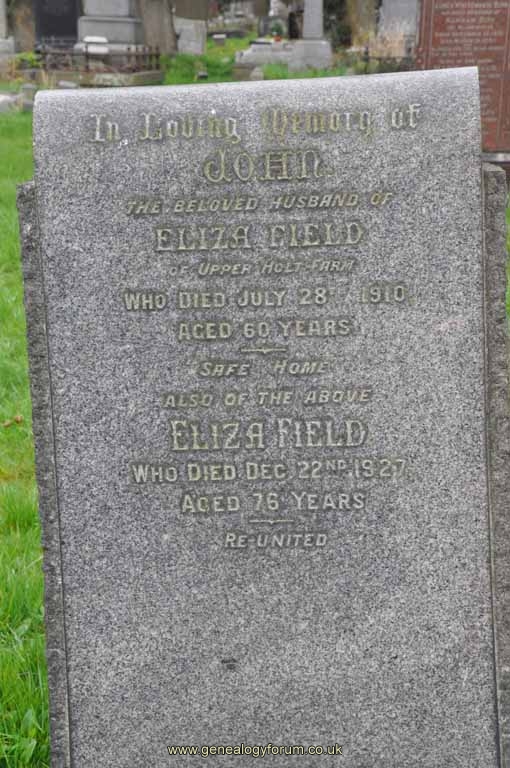 In Loving Memory of
JOHN.
THE BELOVED HUSBAND OF
ELIZA FIELD
OF UPPER HOLT-FARM
WHO DIED JULY 28TH 1910.
AGED 60 YEARS.
"SAFE HOME"
ALSO OF THE ABOVE
ELIZA FIELD
WHO DIED DEC. 22ND 1927,
AGED 76 YEARS
RE-UNITED
www.genealogyforum.co.uk